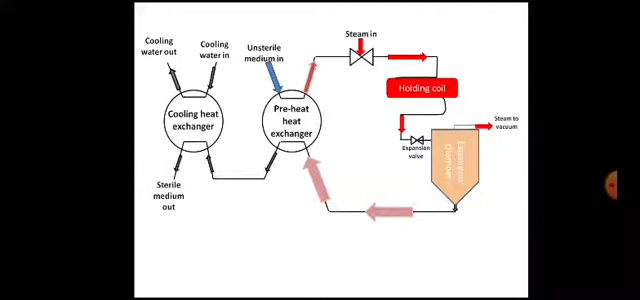 Cooling
water out
Cooling
water in
Unsterile
medium in
Steam in
Holding coil
Cooling heat
exchanger
Pre-heat
heat
exchanger
Steam to
vacuum
Expansion
valve
Expansion
Chamber
Sterile
medium
out